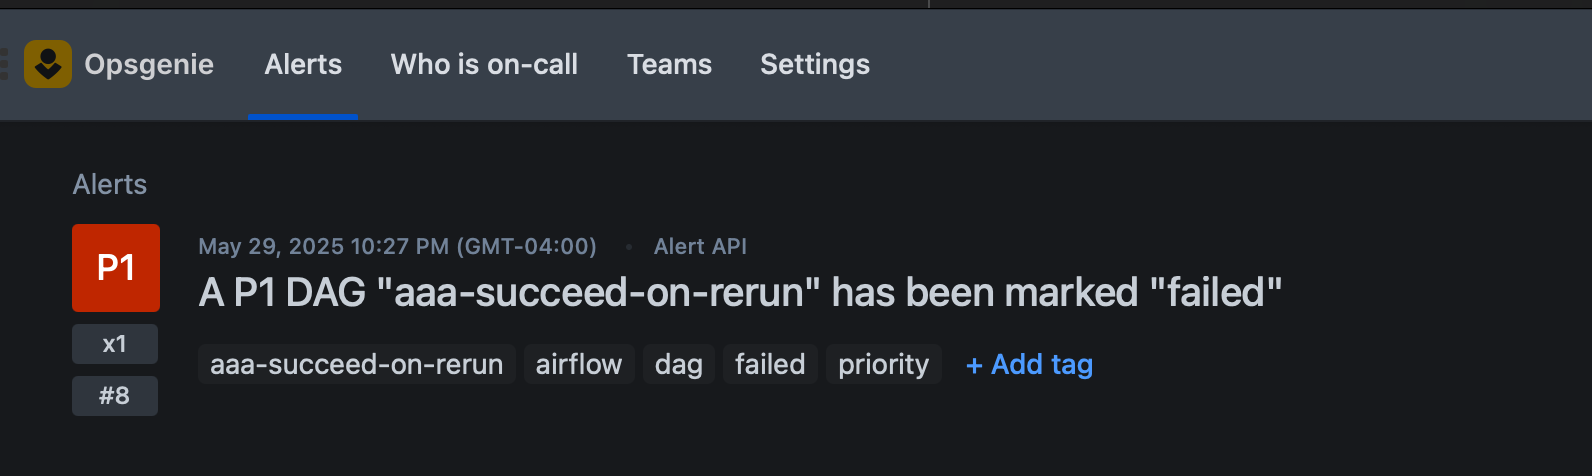 Opsgenie Alerts Who is on-call Teams Settings
Alerts
P1
May 29, 2025 10:27 PM (GMT-04:00) • Alert API
A P1 DAG "aaa-succeed-on-rerun" has been marked "failed"
x1
aaa-succeed-on-rerun airflow dag failed priority + Add tag
#8